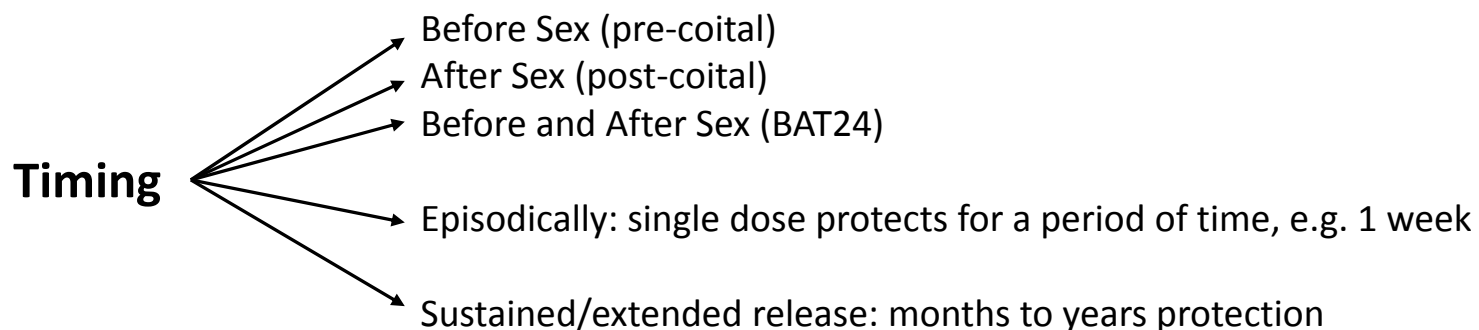 Before Sex (pre-coital)
After Sex (post-coital)
Before and After Sex (BAT24)
Timing
Episodically: single dose protects for a period of time, e.g. 1 week
Sustained/extended release: months to years protection